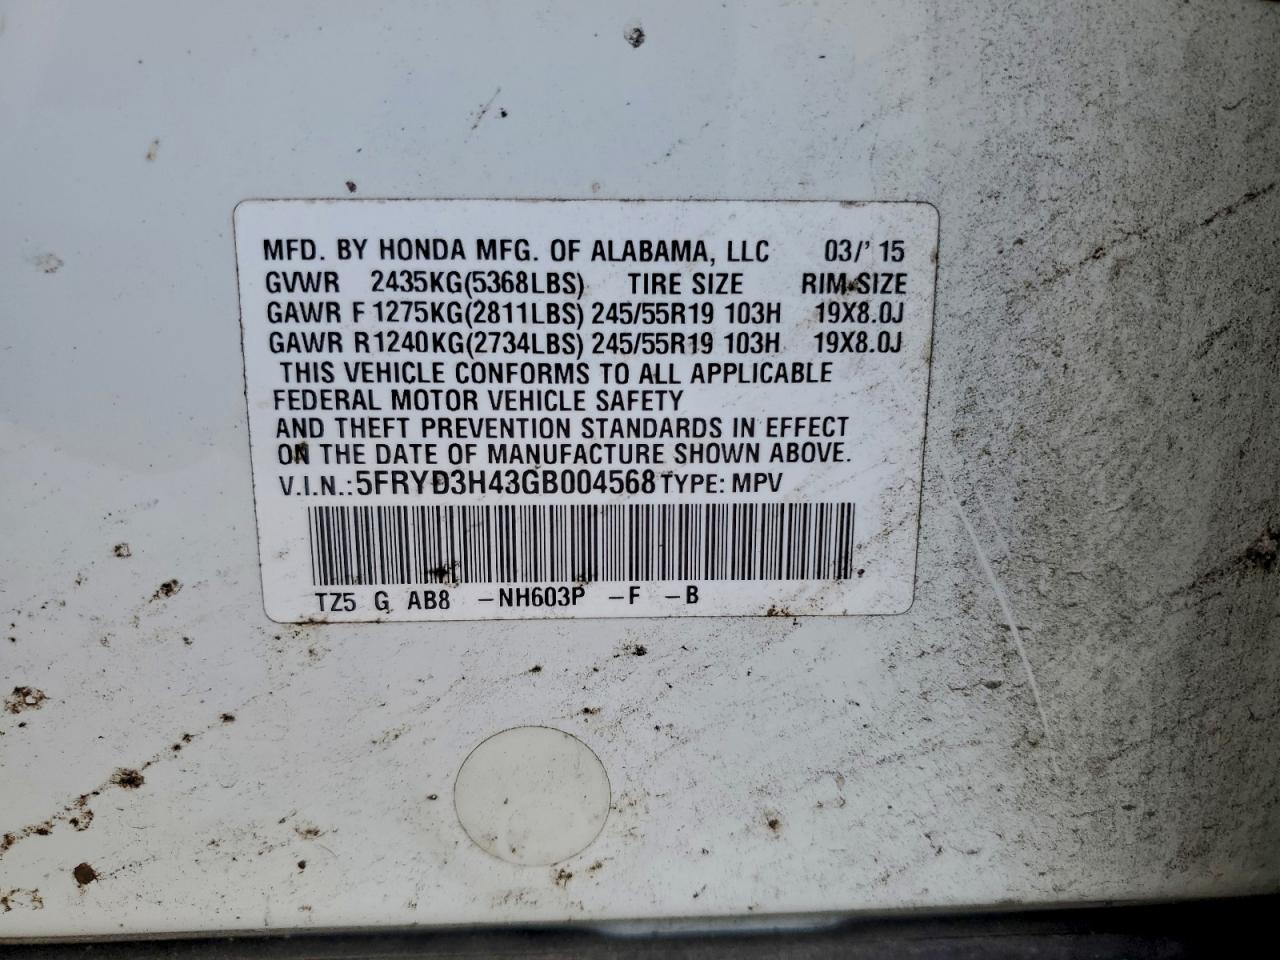 MFD. BY HONDA MFG. OF ALABAMA, LLC 03/'15
GVWR 2435KG(5368LBS) TIRE SIZE RIM SIZE
GAWR F 1275KG(2811LBS) 245/55R19 103H 19X8.0J
GAWR R 1240KG(2734LBS) 245/55R19 103H 19X8.0J
THIS VEHICLE CONFORMS TO ALL APPLICABLE
FEDERAL MOTOR VEHICLE SAFETY
AND THEFT PREVENTION STANDARDS IN EFFECT
ON THE DATE OF MANUFACTURE SHOWN ABOVE.
V.I.N.: 5FRYD3H43GB004568 TYPE: MPV
TZ5 G AB8 -NH603P -F -B